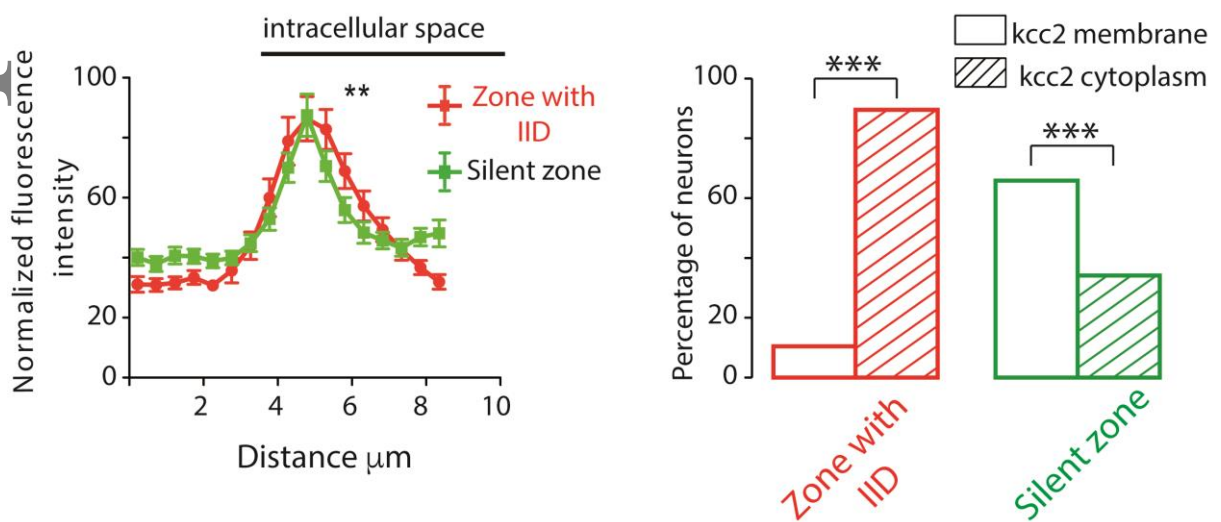 intracellular space
Normalized fluorescence
intensity
100
60
20
0
**
Zone with
IID
Silent zone
2
4
6
8
10
Distance μm
kcc2 membrane
kcc2 cytoplasm
Percentage of neurons
100
60
20
0
***
***
Zone with
IID
Silent zone